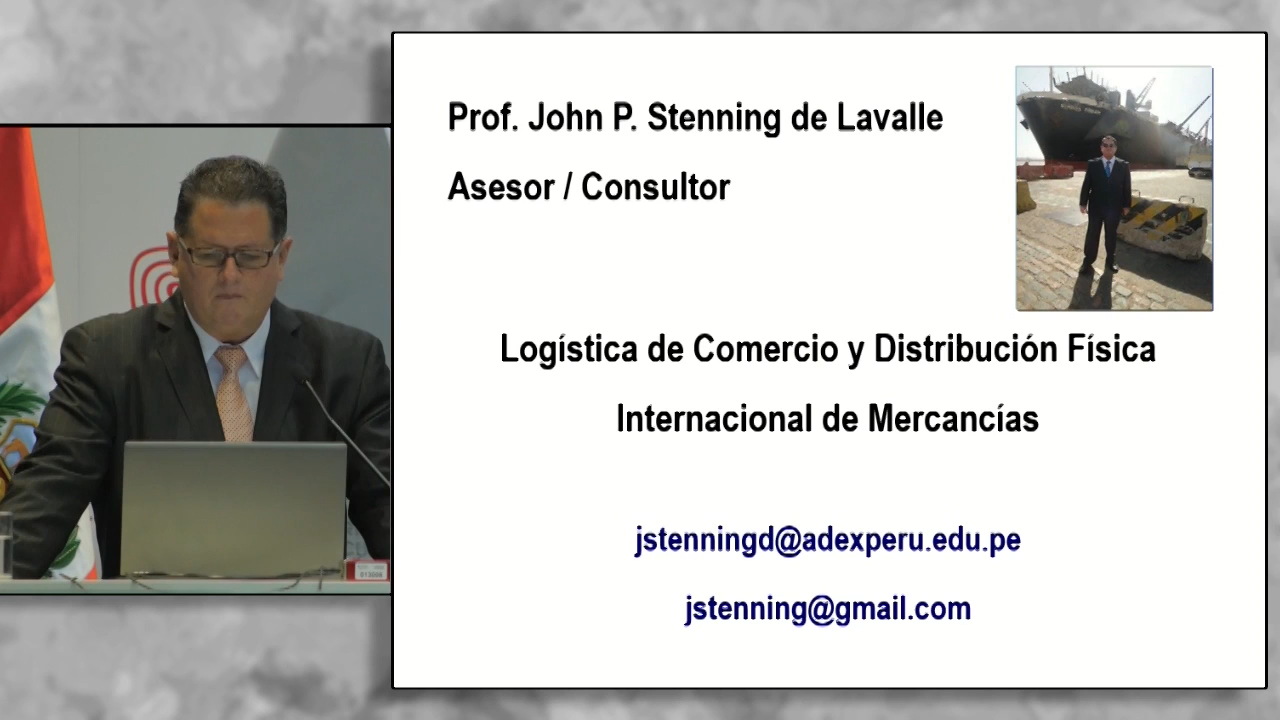 Prof. John P. Stenning de Lavalle
Asesor / Consultor
Logística de Comercio y Distribución Física
Internacional de Mercancías
jstenningd@adexperu.edu.pe
jstenning@gmail.com